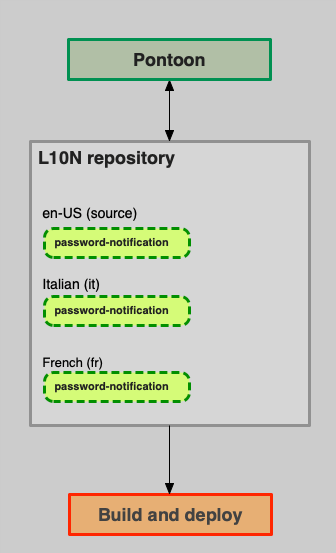 Pontoon
L10N repository
en-US (source)
password-notification
Italian (it)
password-notification
French (fr)
password-notification
Build and deploy